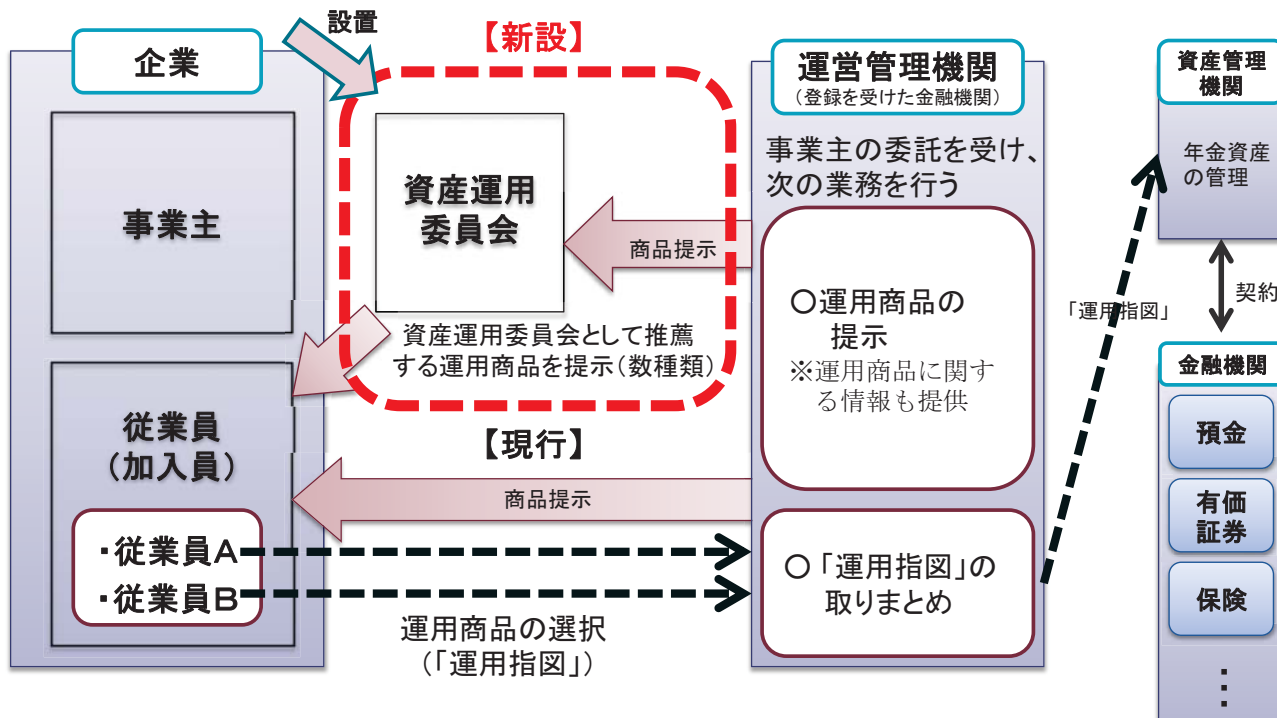 設置
【新設】
企業
事業主
資産運用
委員会
商品提示
資産運用委員会として推薦
する運用商品を提示（数種類）
【現行】
商品提示
従業員
（加入員）
・従業員A
・従業員B
運用商品の選択
（「運用指図」）
運営管理機関
（登録を受けた金融機関）
事業主の委託を受け、
次の業務を行う
○運用商品の
提示
※運用商品に関す
る情報も提供
○「運用指図」の
取りまとめ
「運用指図」
資産管理
機関
年金資産
の管理
契約
金融機関
預金
有価
証券
保険
・・・